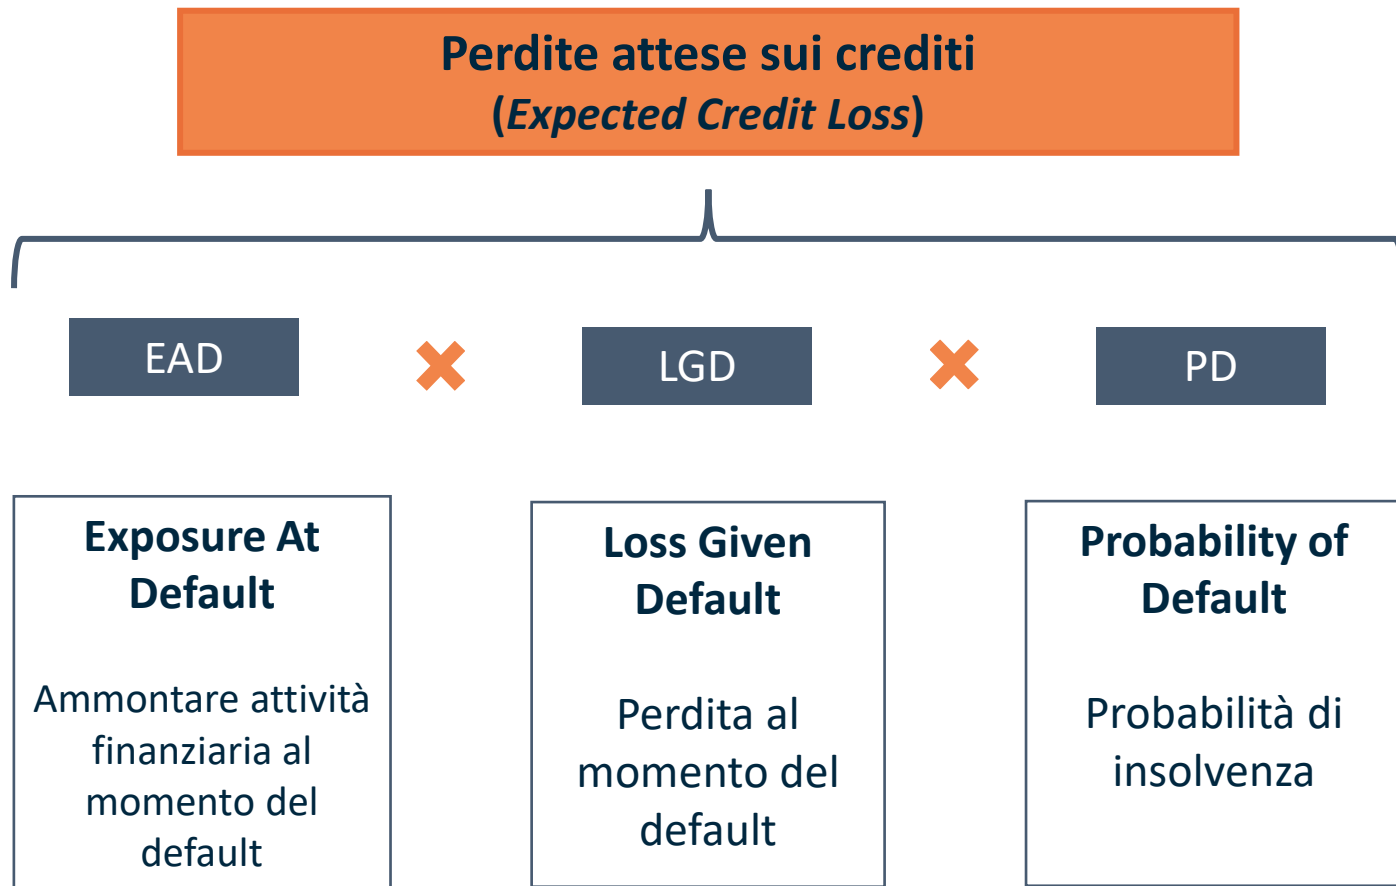 Perdite attese sui crediti
(Expected Credit Loss)
EAD
LGD
PD
Exposure At
Default
Ammontare attività
finanziaria al
momento del
default
Loss Given
Default
Perdita al
momento del
default
Probability of
Default
Probabilità di
insolvenza